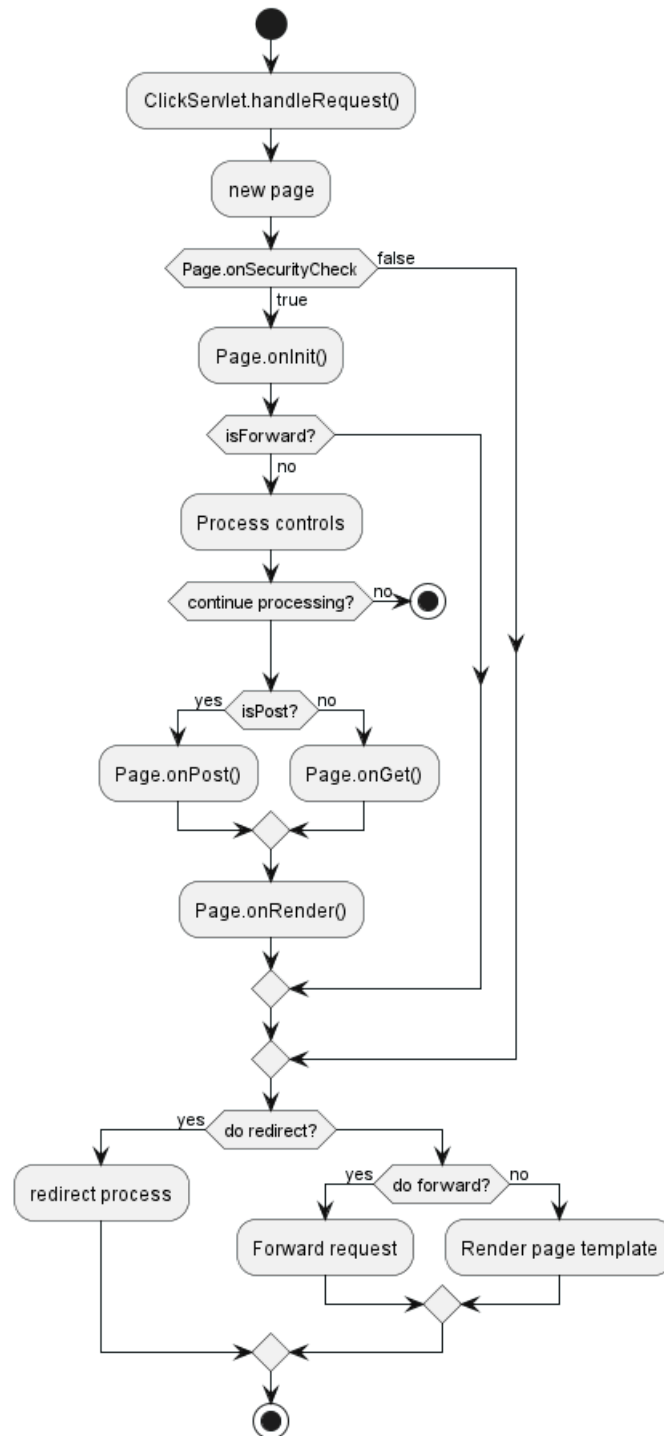 ClickServlet.handleRequest()
new page
Page.onSecurityCheck
false
true
Page.onInit()
isForward?
no
Process controls
continue processing?
no
yes
isPost?
no
Page.onPost()
Page.onGet()
Page.onRender()
yes
do redirect?
redirect process
yes
do forward?
no
Forward request
Render page template